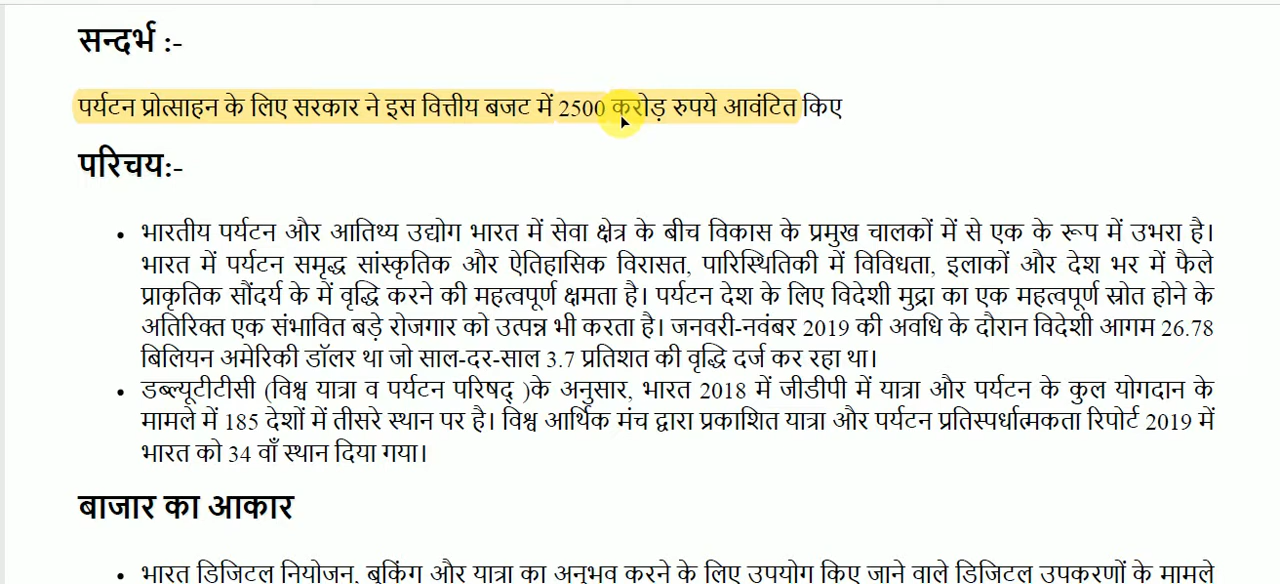 सन्दर्भ :-
पर्यटन प्रोत्साहन के लिए सरकार ने इस वित्तीय बजट में 2500 करोड़ रुपये आवंटित किए
परिचय:-
• भारतीय पर्यटन और आतिथ्य उद्योग भारत में सेवा क्षेत्र के बीच विकास के प्रमुख चालकों में से एक के रूप में उभरा है।
भारत में पर्यटन समृद्ध सांस्कृतिक और ऐतिहासिक विरासत, पारिस्थितिकी में विविधता, इलाकों और देश भर में फैले
प्राकृतिक सौंदर्य के में वृद्धि करने की महत्वपूर्ण क्षमता है। पर्यटन देश के लिए विदेशी मुद्रा का एक महत्वपूर्ण स्रोत होने के
अतिरिक्त एक संभावित बड़े रोजगार को उत्पन्न भी करता है। जनवरी-नवंबर 2019 की अवधि के दौरान विदेशी आगम 26.78
बिलियन अमेरिकी डॉलर था जो साल-दर-साल 3.7 प्रतिशत की वृद्धि दर्ज कर रहा था।
• डब्ल्यूटीटीसी (विश्व यात्रा व पर्यटन परिषद् )के अनुसार, भारत 2018 में जीडीपी में यात्रा और पर्यटन के कुल योगदान के
मामले में 185 देशों में तीसरे स्थान पर है। विश्व आर्थिक मंच द्वारा प्रकाशित यात्रा और पर्यटन प्रतिस्पर्धात्मकता रिपोर्ट 2019 में
भारत को 34 वाँ स्थान दिया गया।
बाजार का आकार
• भारत डिजिटल नियोजन, बुकिंग और यात्रा का अनुभव करने के लिए उपयोग किए जाने वाले डिजिटल उपकरणों के मामले